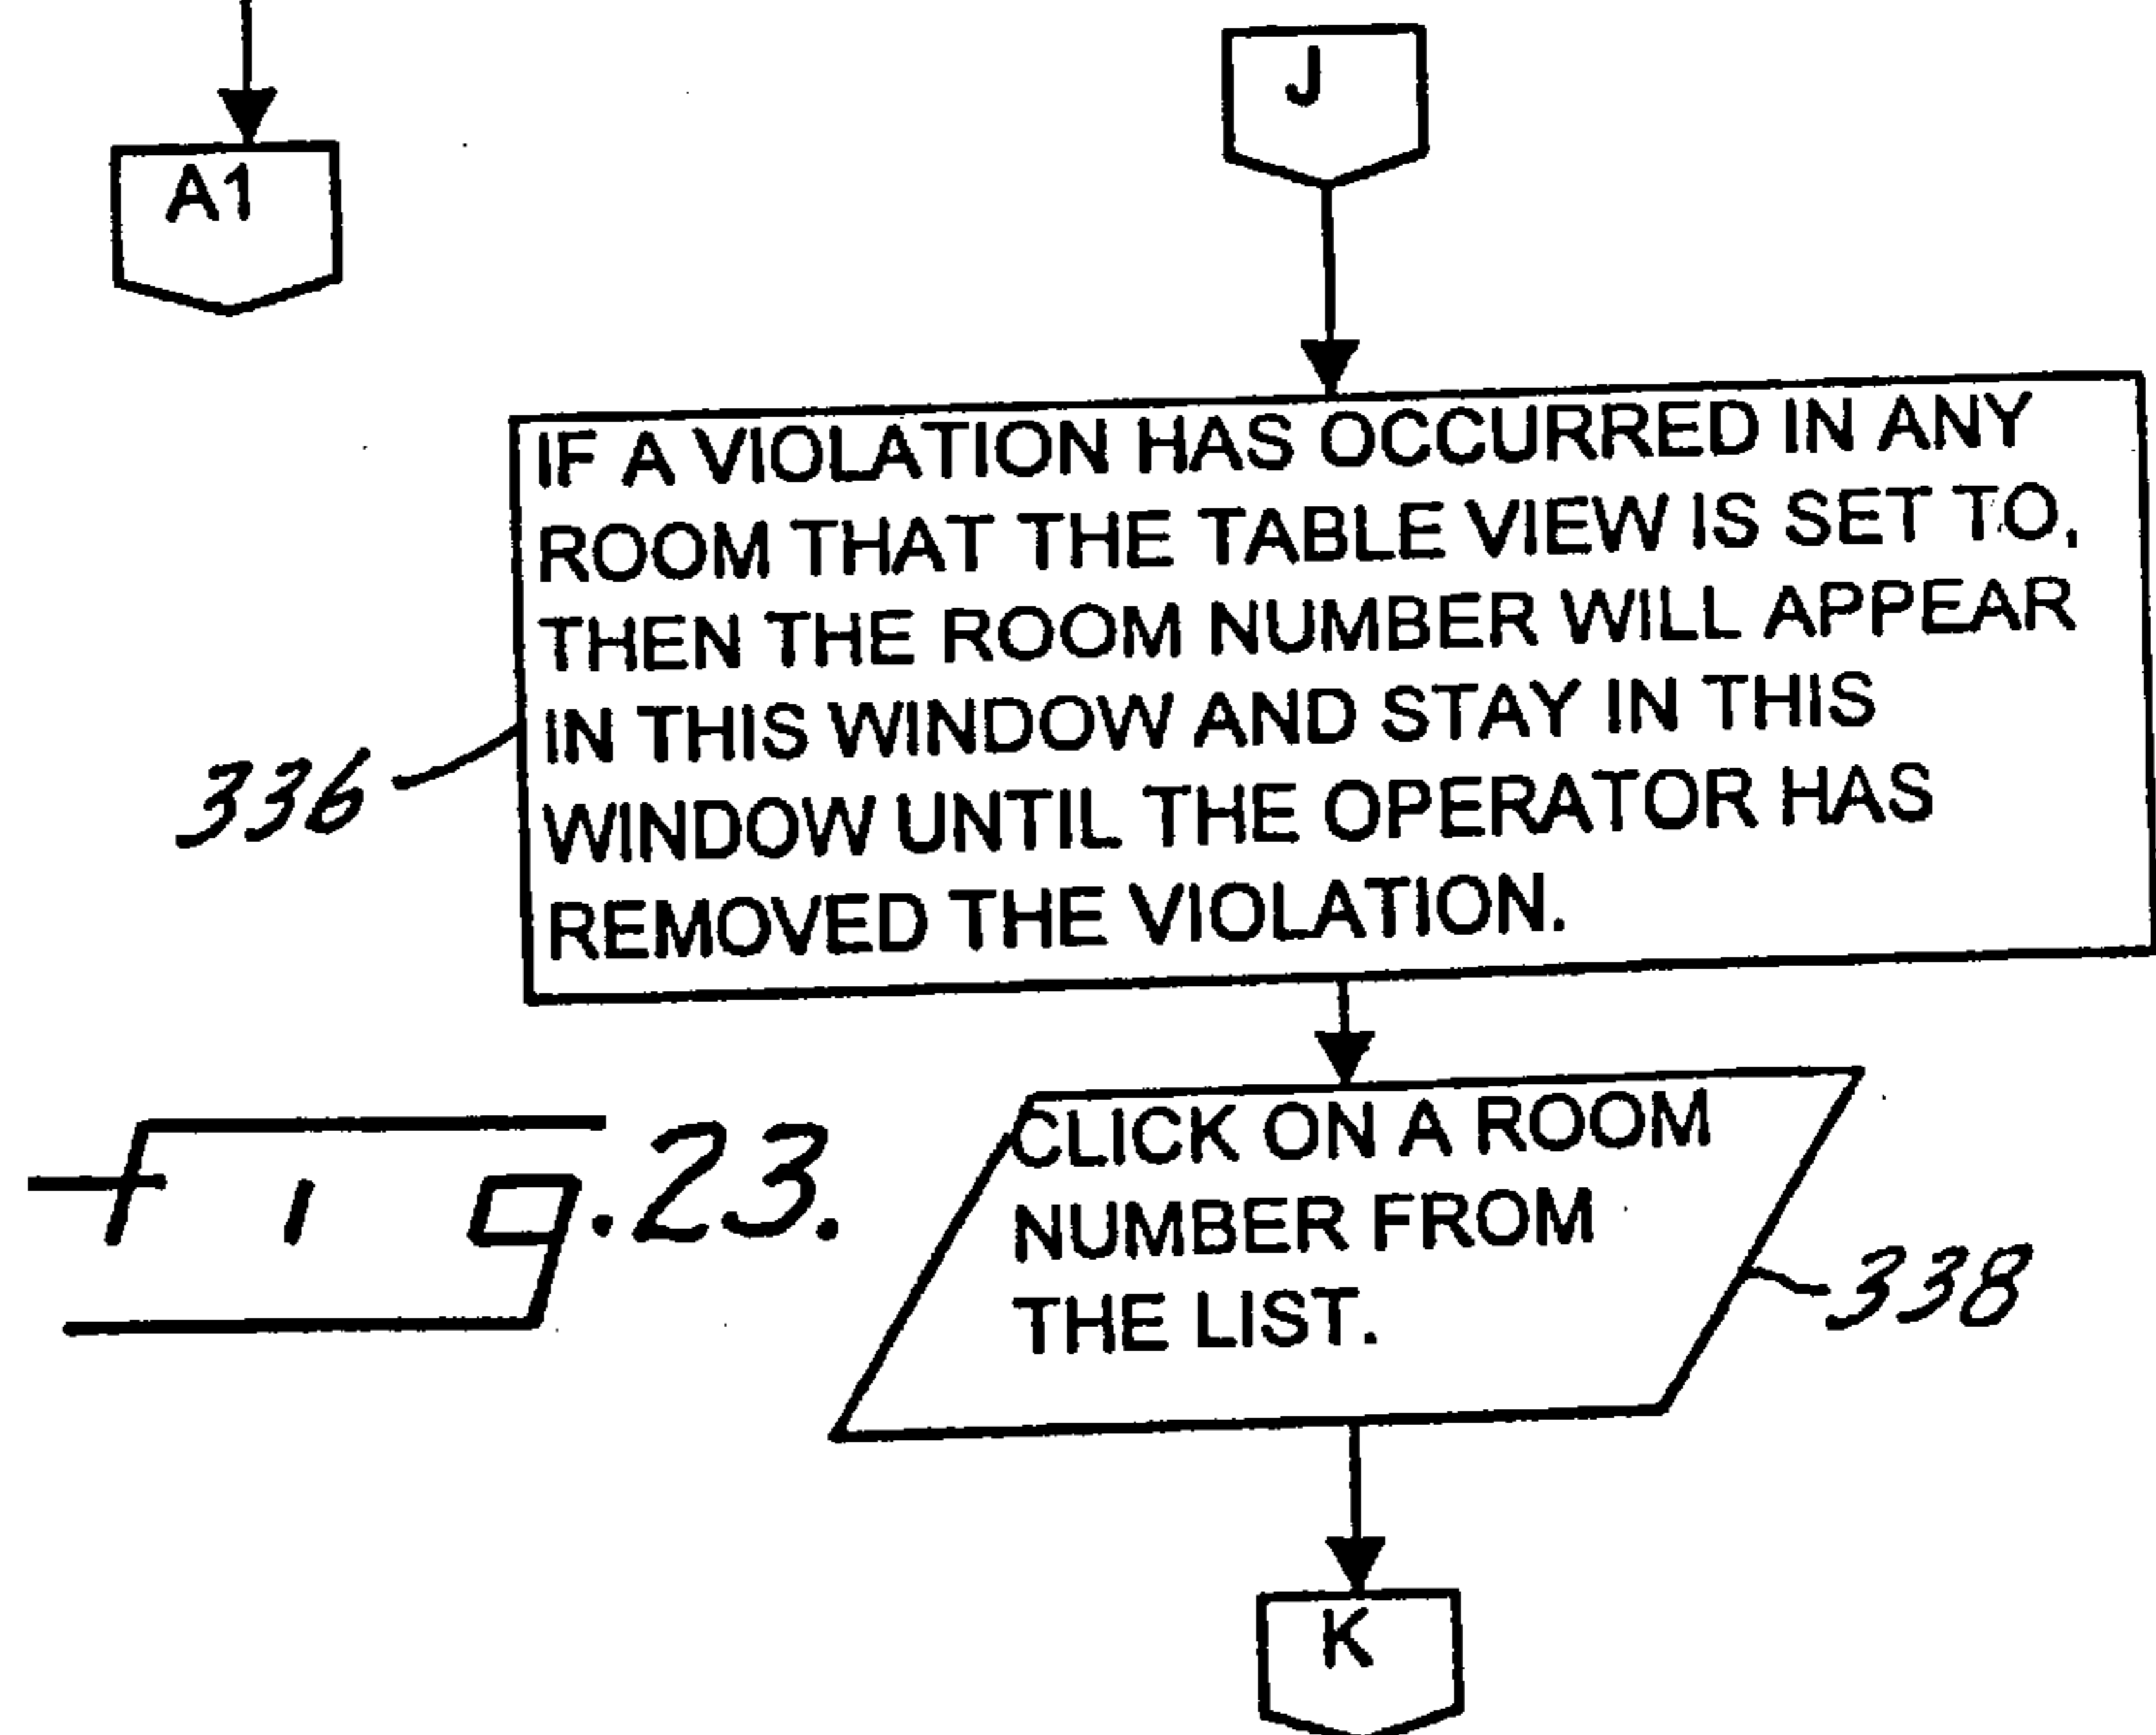 A1
J
IF A VIOLATION HAS OCCURRED IN ANY
ROOM THAT THE TABLE VIEW IS SET TO,
THEN THE ROOM NUMBER WILL APPEAR
IN THIS WINDOW AND STAY IN THIS
WINDOW UNTIL THE OPERATOR HAS
REMOVED THE VIOLATION.
336
CLICK ON A ROOM
NUMBER FROM
THE LIST.
338
Fig.23.
K